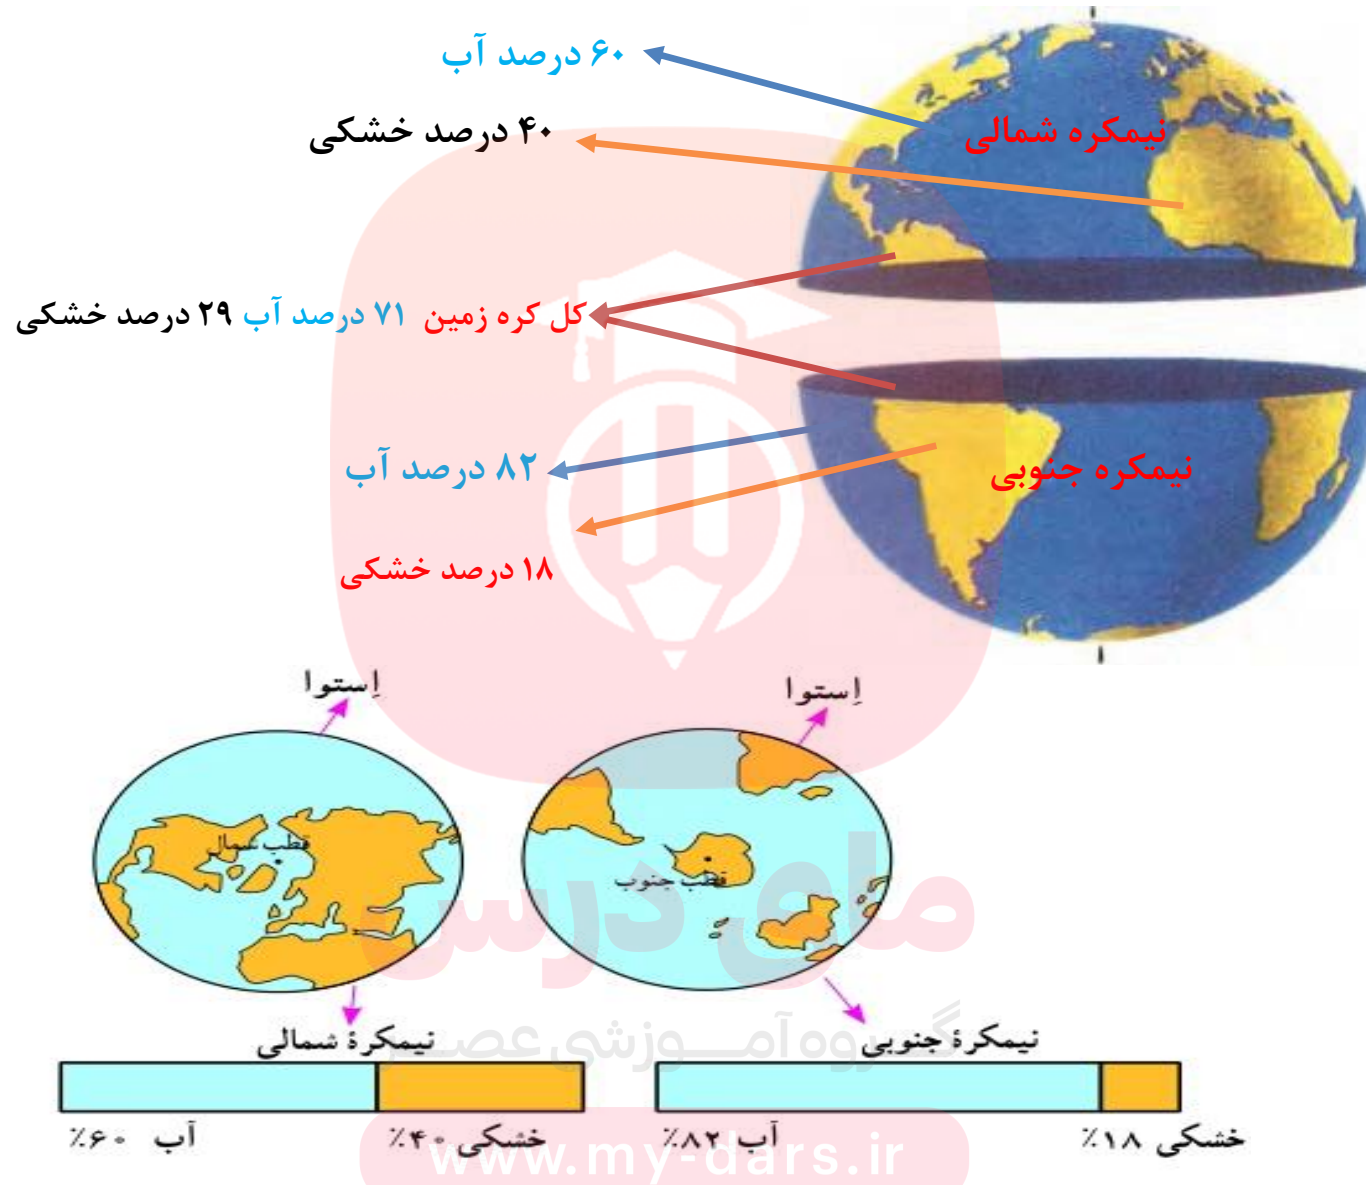 ۶۰ درصد آب
۴۰ درصد خشکی
نیمکره شمالی
کل کره زمین ۷۱ درصد آب ۲۹ درصد خشکی
۸۲ درصد آب
نیمکره جنوبی
۱۸ درصد خشکی
اِستوا
اِستوا
قطب شمال
قطب جنوب
مای درس
گروه آموزشی عصر
نیمکرهٔ جنوبی
نیمکرهٔ شمالی
خشکی ۱۸٪
آب ۸۲٪
خشکی ۴۰٪
آب ۶۰٪
www.my-dars.ir